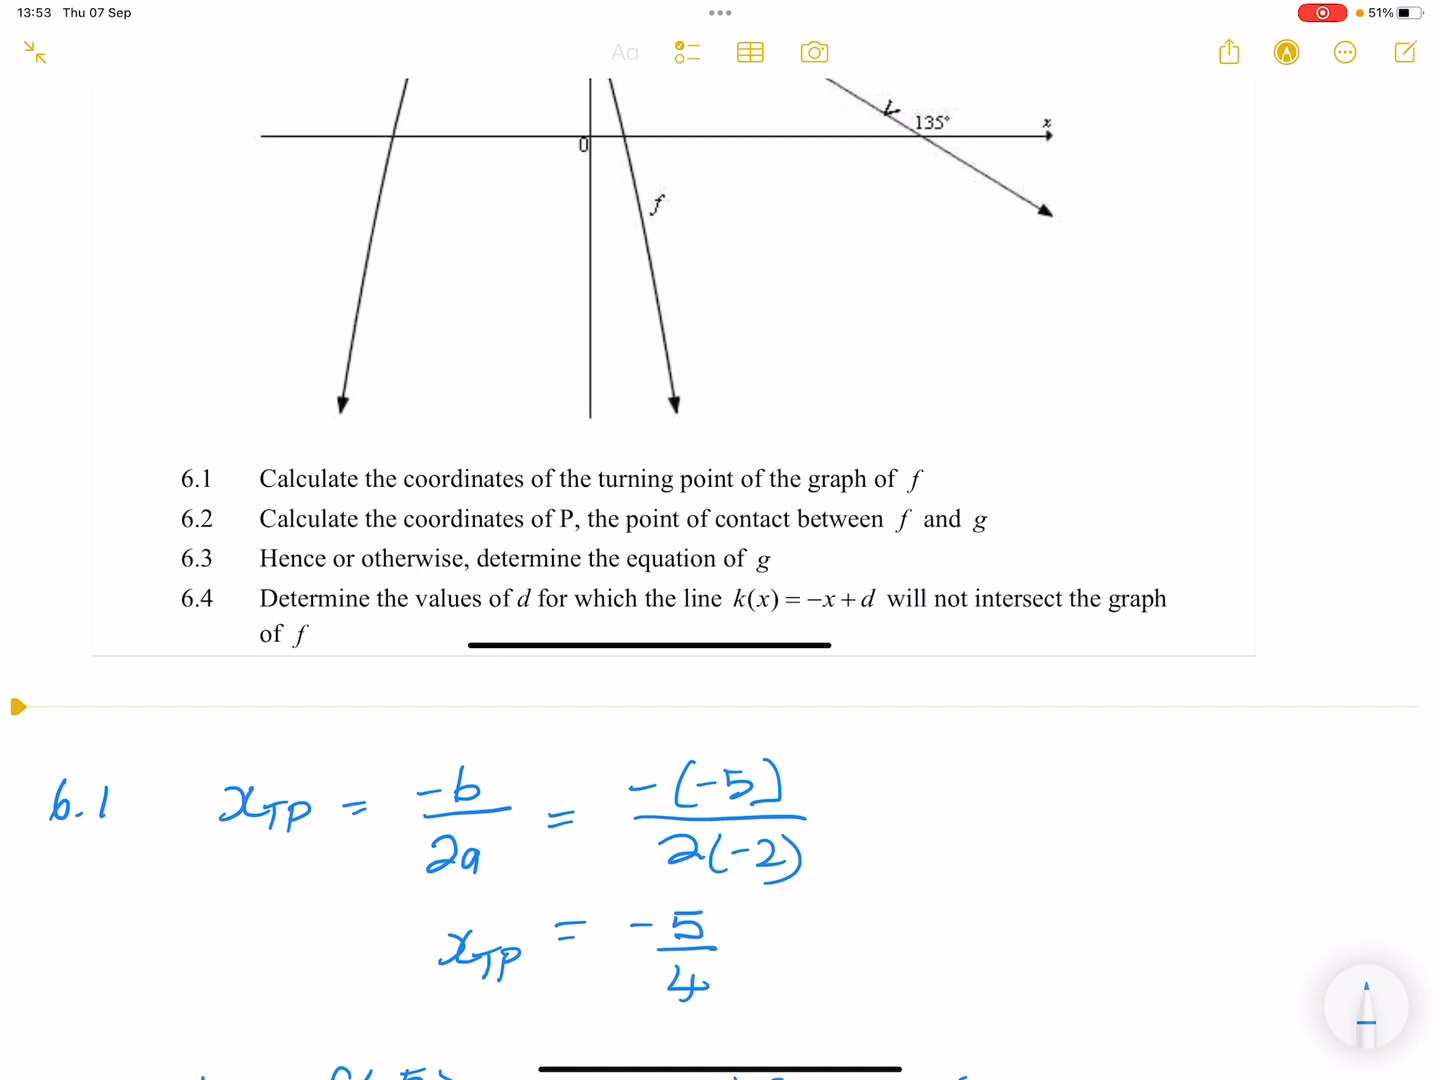 13:53 Thu 07 Sep
51%
Aa
k
135°
x
0
f
6.1 Calculate the coordinates of the turning point of the graph of f
6.2 Calculate the coordinates of P, the point of contact between f and g
6.3 Hence or otherwise, determine the equation of g
6.4 Determine the values of d for which the line k(x) = −x + d will not intersect the graph
of f
6.1 x_TP = -b/2a = -(-5)/2(-2)
x_TP = -5/4